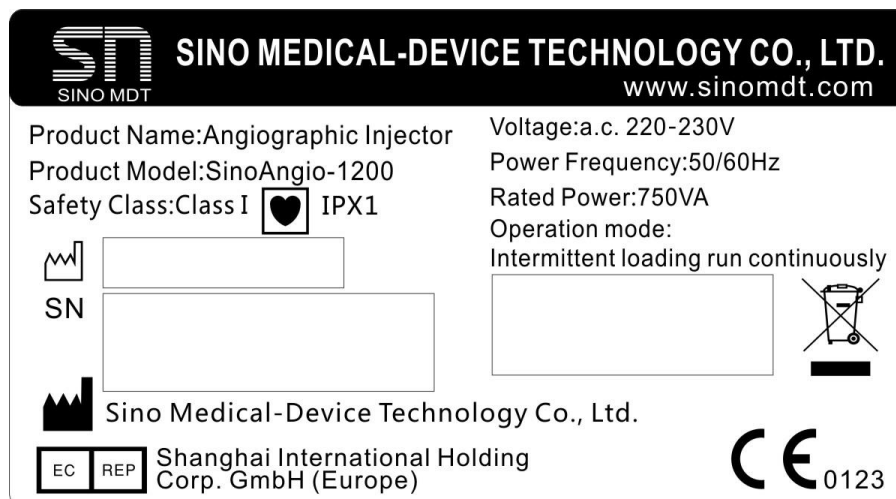 SINO MDT
SINO MEDICAL-DEVICE TECHNOLOGY CO., LTD.
www.sinomdt.com
Product Name:Angiographic Injector
Product Model:SinoAngio-1200
Safety Class:Class I IPX1
SN
Voltage:a.c. 220-230V
Power Frequency:50/60Hz
Rated Power:750VA
Operation mode:
Intermittent loading run continuously
Sino Medical-Device Technology Co., Ltd.
EC REP
Shanghai International Holding
Corp. GmbH (Europe)
CE 0123